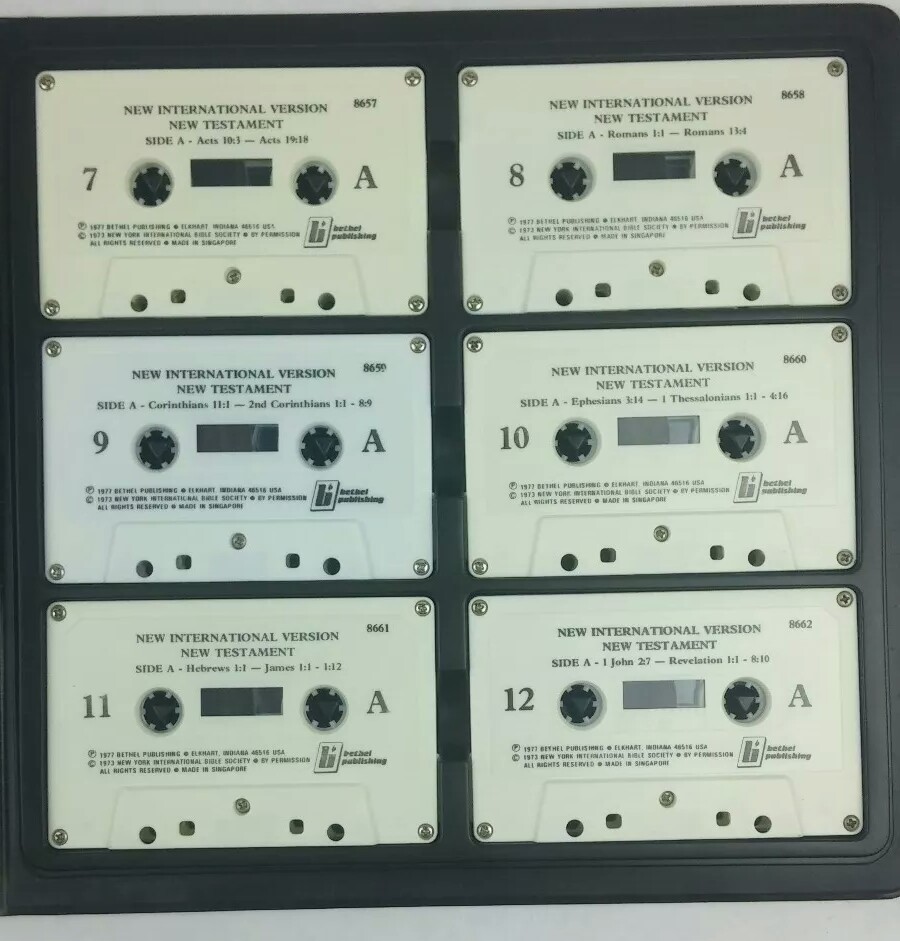 8657
NEW INTERNATIONAL VERSION
NEW TESTAMENT
SIDE A - Acts 10:3 — Acts 19:18
7 A
Ⓟ 1977 BETHEL PUBLISHING ● ELKHART, INDIANA 46516 USA
© 1973 NEW YORK INTERNATIONAL BIBLE SOCIETY ● BY PERMISSION
ALL RIGHTS RESERVED ● MADE IN SINGAPORE
bethel
publishing
8658
NEW INTERNATIONAL VERSION
NEW TESTAMENT
SIDE A - Romans 1:1 — Romans 13:4
8 A
Ⓟ 1977 BETHEL PUBLISHING ● ELKHART, INDIANA 46516 USA
© 1973 NEW YORK INTERNATIONAL BIBLE SOCIETY ● BY PERMISSION
ALL RIGHTS RESERVED ● MADE IN SINGAPORE
bethel
publishing
8659
NEW INTERNATIONAL VERSION
NEW TESTAMENT
SIDE A - Corinthians 11:1 — 2nd Corinthians 1:1 - 8:9
9 A
Ⓟ 1977 BETHEL PUBLISHING ● ELKHART, INDIANA 46516 USA
© 1973 NEW YORK INTERNATIONAL BIBLE SOCIETY ● BY PERMISSION
ALL RIGHTS RESERVED ● MADE IN SINGAPORE
bethel
publishing
8660
NEW INTERNATIONAL VERSION
NEW TESTAMENT
SIDE A - Ephesians 3:14 — 1 Thessalonians 1:1 - 4:16
10 A
Ⓟ 1977 BETHEL PUBLISHING ● ELKHART, INDIANA 46516 USA
© 1973 NEW YORK INTERNATIONAL BIBLE SOCIETY ● BY PERMISSION
ALL RIGHTS RESERVED ● MADE IN SINGAPORE
bethel
publishing
8661
NEW INTERNATIONAL VERSION
NEW TESTAMENT
SIDE A - Hebrews 1:1 — James 1:1 - 1:12
11 A
Ⓟ 1977 BETHEL PUBLISHING ● ELKHART, INDIANA 46516 USA
© 1973 NEW YORK INTERNATIONAL BIBLE SOCIETY ● BY PERMISSION
ALL RIGHTS RESERVED ● MADE IN SINGAPORE
bethel
publishing
8662
NEW INTERNATIONAL VERSION
NEW TESTAMENT
SIDE A - 1 John 2:7 — Revelation 1:1 - 8:10
12 A
Ⓟ 1977 BETHEL PUBLISHING ● ELKHART, INDIANA 46516 USA
© 1973 NEW YORK INTERNATIONAL BIBLE SOCIETY ● BY PERMISSION
ALL RIGHTS RESERVED ● MADE IN SINGAPORE
bethel
publishing